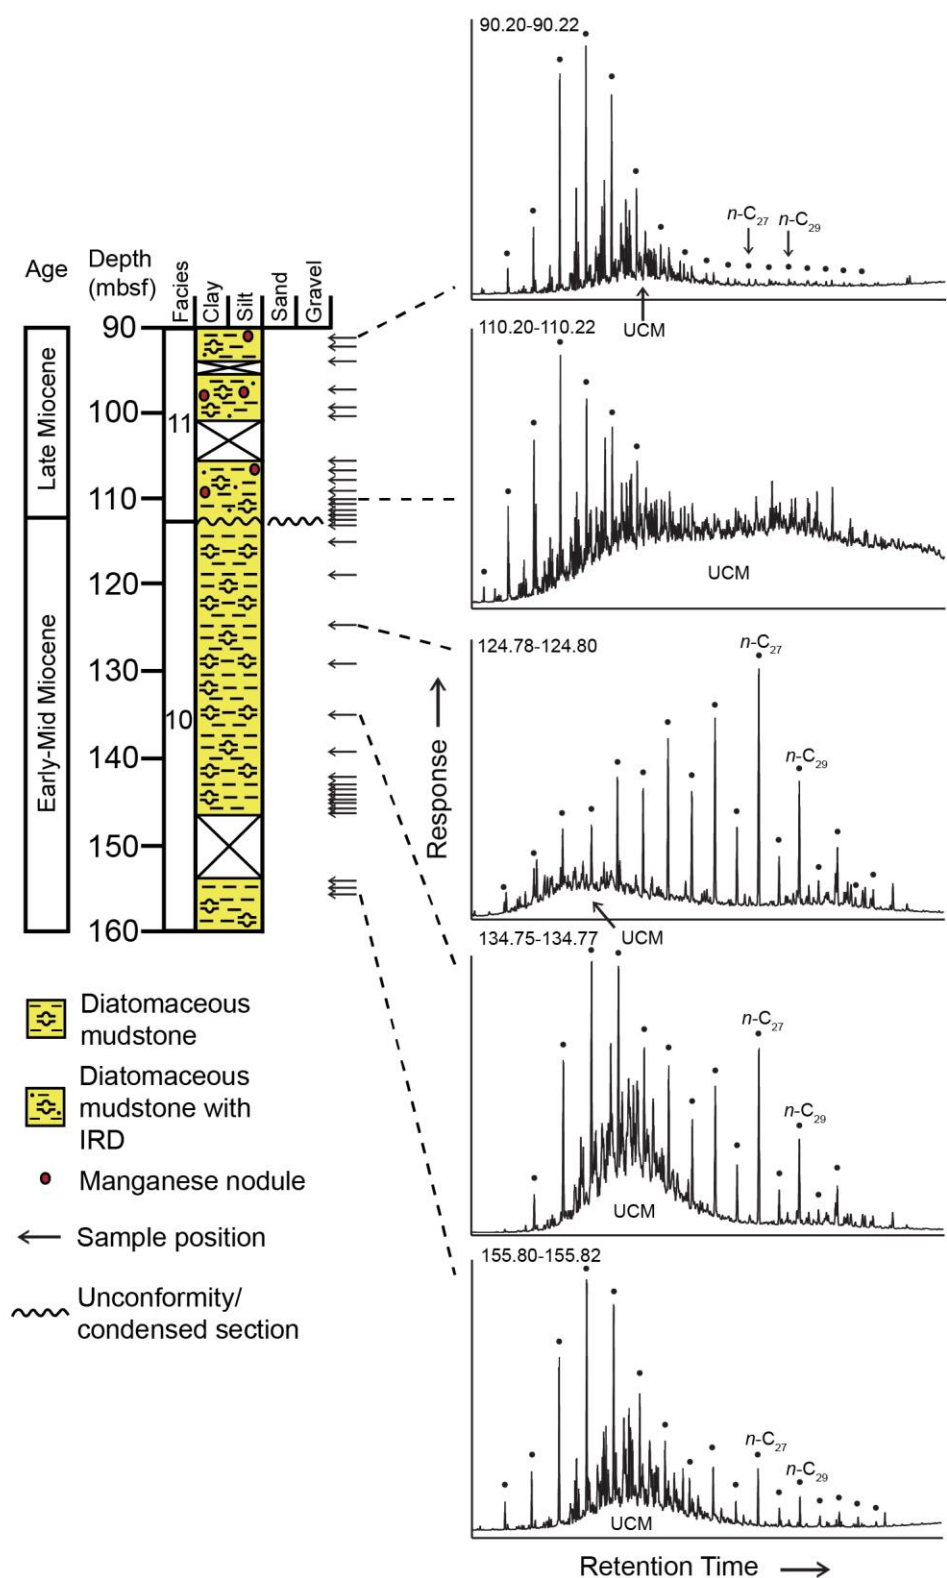 Age
Depth
(mbsf)
Facies
Clay
Silt
Sand
Gravel
90
100
110
120
130
140
150
160
Late Miocene
Early-Mid Miocene
11
10
Diatomaceous
mudstone
Diatomaceous
mudstone with
IRD
Manganese nodule
Sample position
Unconformity/
condensed section
90.20-90.22
n-C27
n-C29
UCM
110.20-110.22
UCM
124.78-124.80
n-C27
n-C29
UCM
134.75-134.77
n-C27
n-C29
UCM
155.80-155.82
n-C27
n-C29
UCM
Response
Retention Time